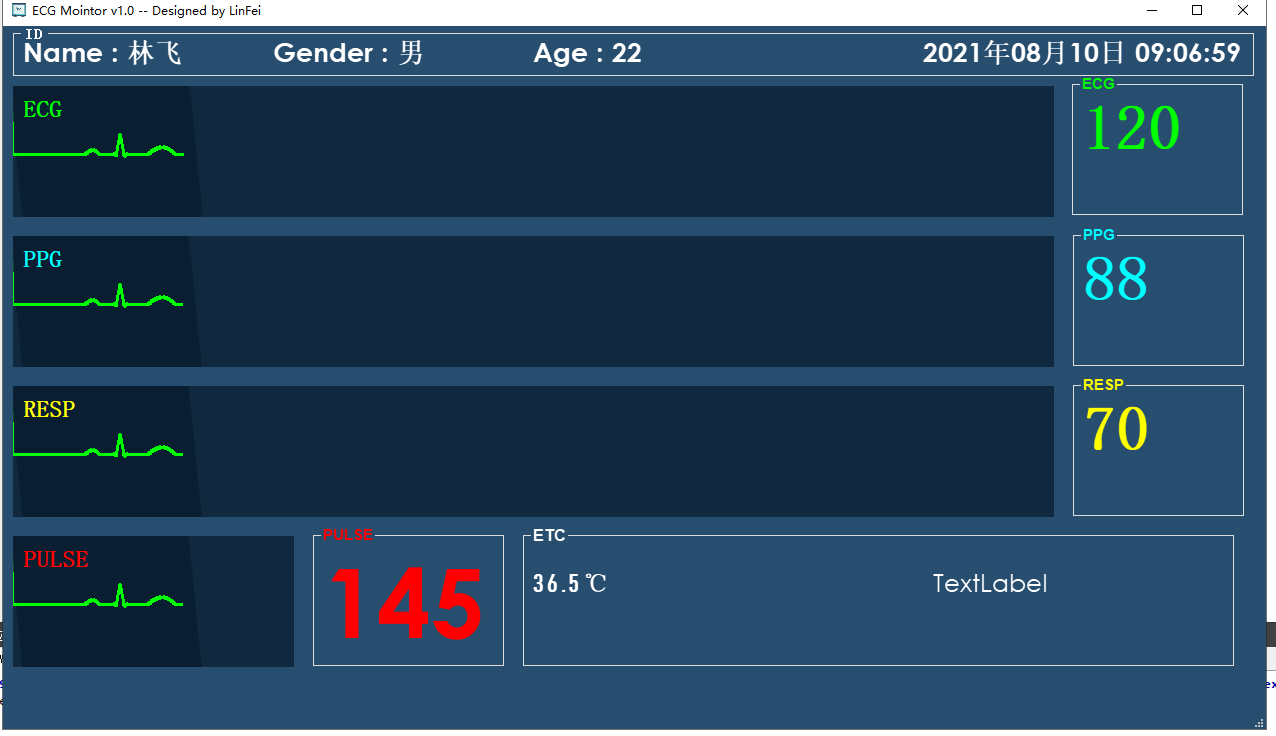 ECG Mointor v1.0 -- Designed by LinFei
ID
Name : 林飞 Gender : 男 Age : 22 2021年08月10日 09:06:59
ECG
ECG
120
PPG
PPG
88
RESP
RESP
70
PULSE
PULSE
145
ETC
36.5℃ TextLabel